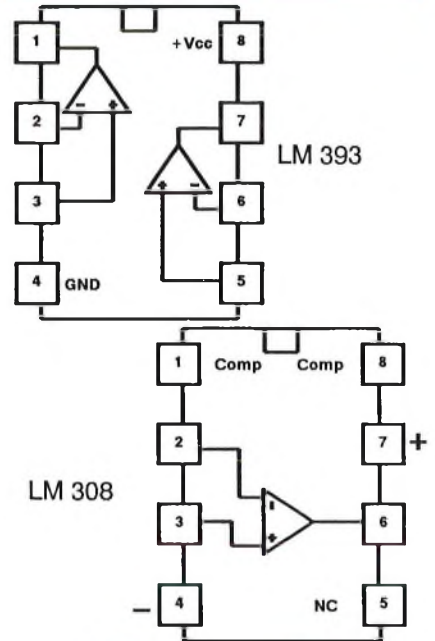 1
+Vcc 8
- +
2
7
LM 393
3
+ -
6
4 GND
5
1 Comp Comp 8
2
7 +
LM 308
-
3
+
6
- 4
NC 5